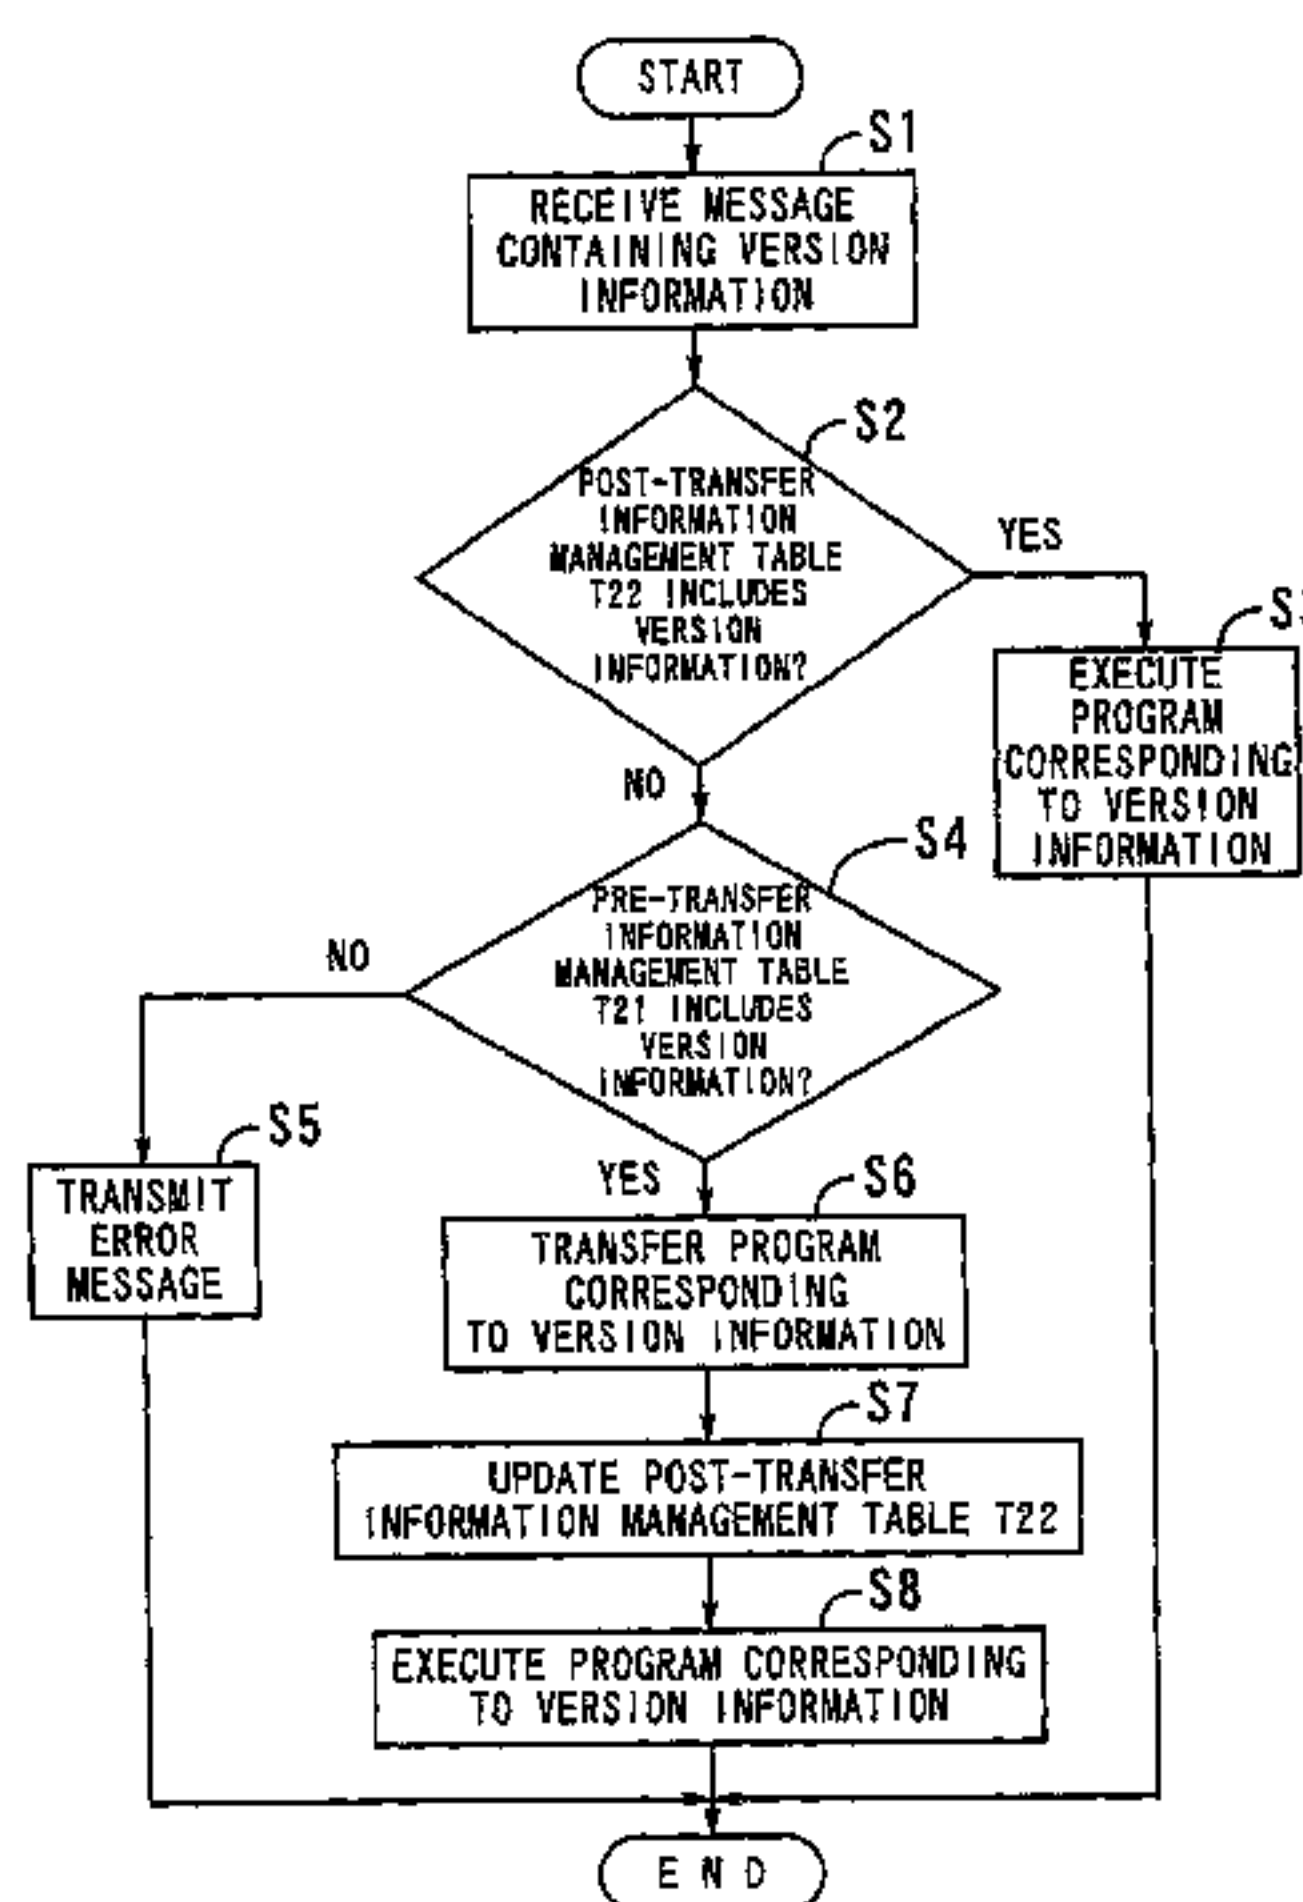 START
S1
RECEIVE MESSAGE
CONTAINING VERSION
INFORMATION
S2
POST-TRANSFER
INFORMATION
MANAGEMENT TABLE
T22 INCLUDES
VERSION
INFORMATION?
YES
EXECUTE
PROGRAM
CORRESPONDING
TO VERSION
INFORMATION
NO
S4
PRE-TRANSFER
INFORMATION
MANAGEMENT TABLE
T21 INCLUDES
VERSION
INFORMATION?
NO
S5
TRANSMIT
ERROR
MESSAGE
YES
S6
TRANSFER PROGRAM
CORRESPONDING
TO VERSION INFORMATION
S7
UPDATE POST-TRANSFER
INFORMATION MANAGEMENT TABLE T22
S8
EXECUTE PROGRAM CORRESPONDING
TO VERSION INFORMATION
END